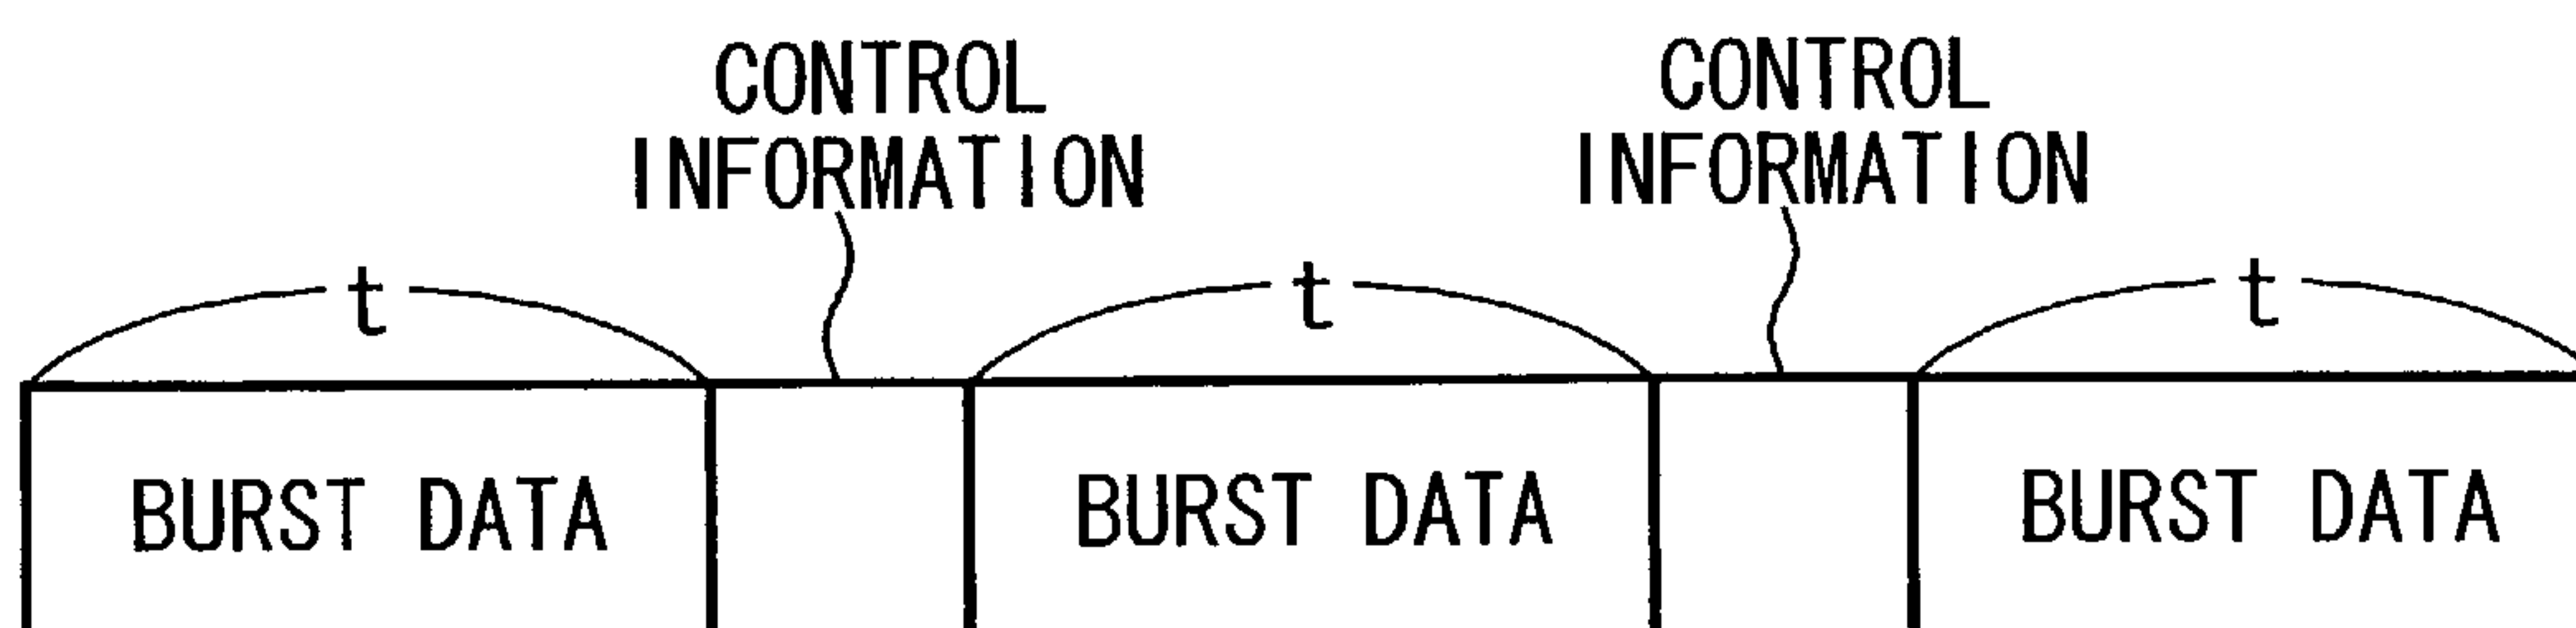 CONTROL
INFORMATION
CONTROL
INFORMATION
t
t
t
BURST DATA
BURST DATA
BURST DATA